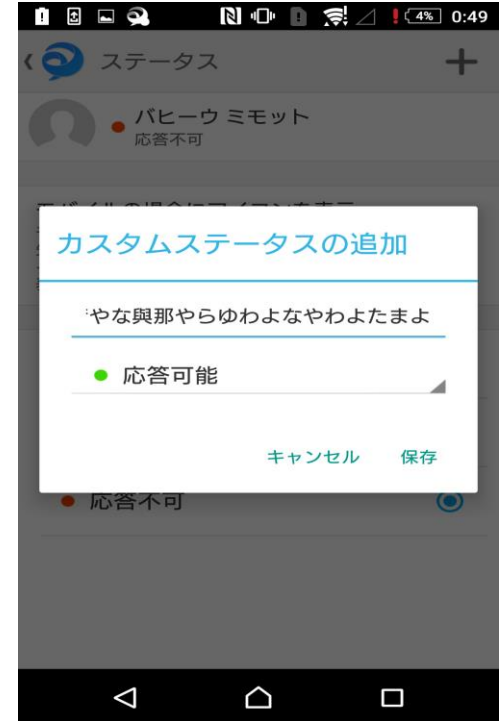 4% 0:49
ステータス
バヒーウ ミモット
応答不可
カスタムステータスの追加
やな與那やらゆわよなやわよたまよ
応答可能
キャンセル 保存
応答不可